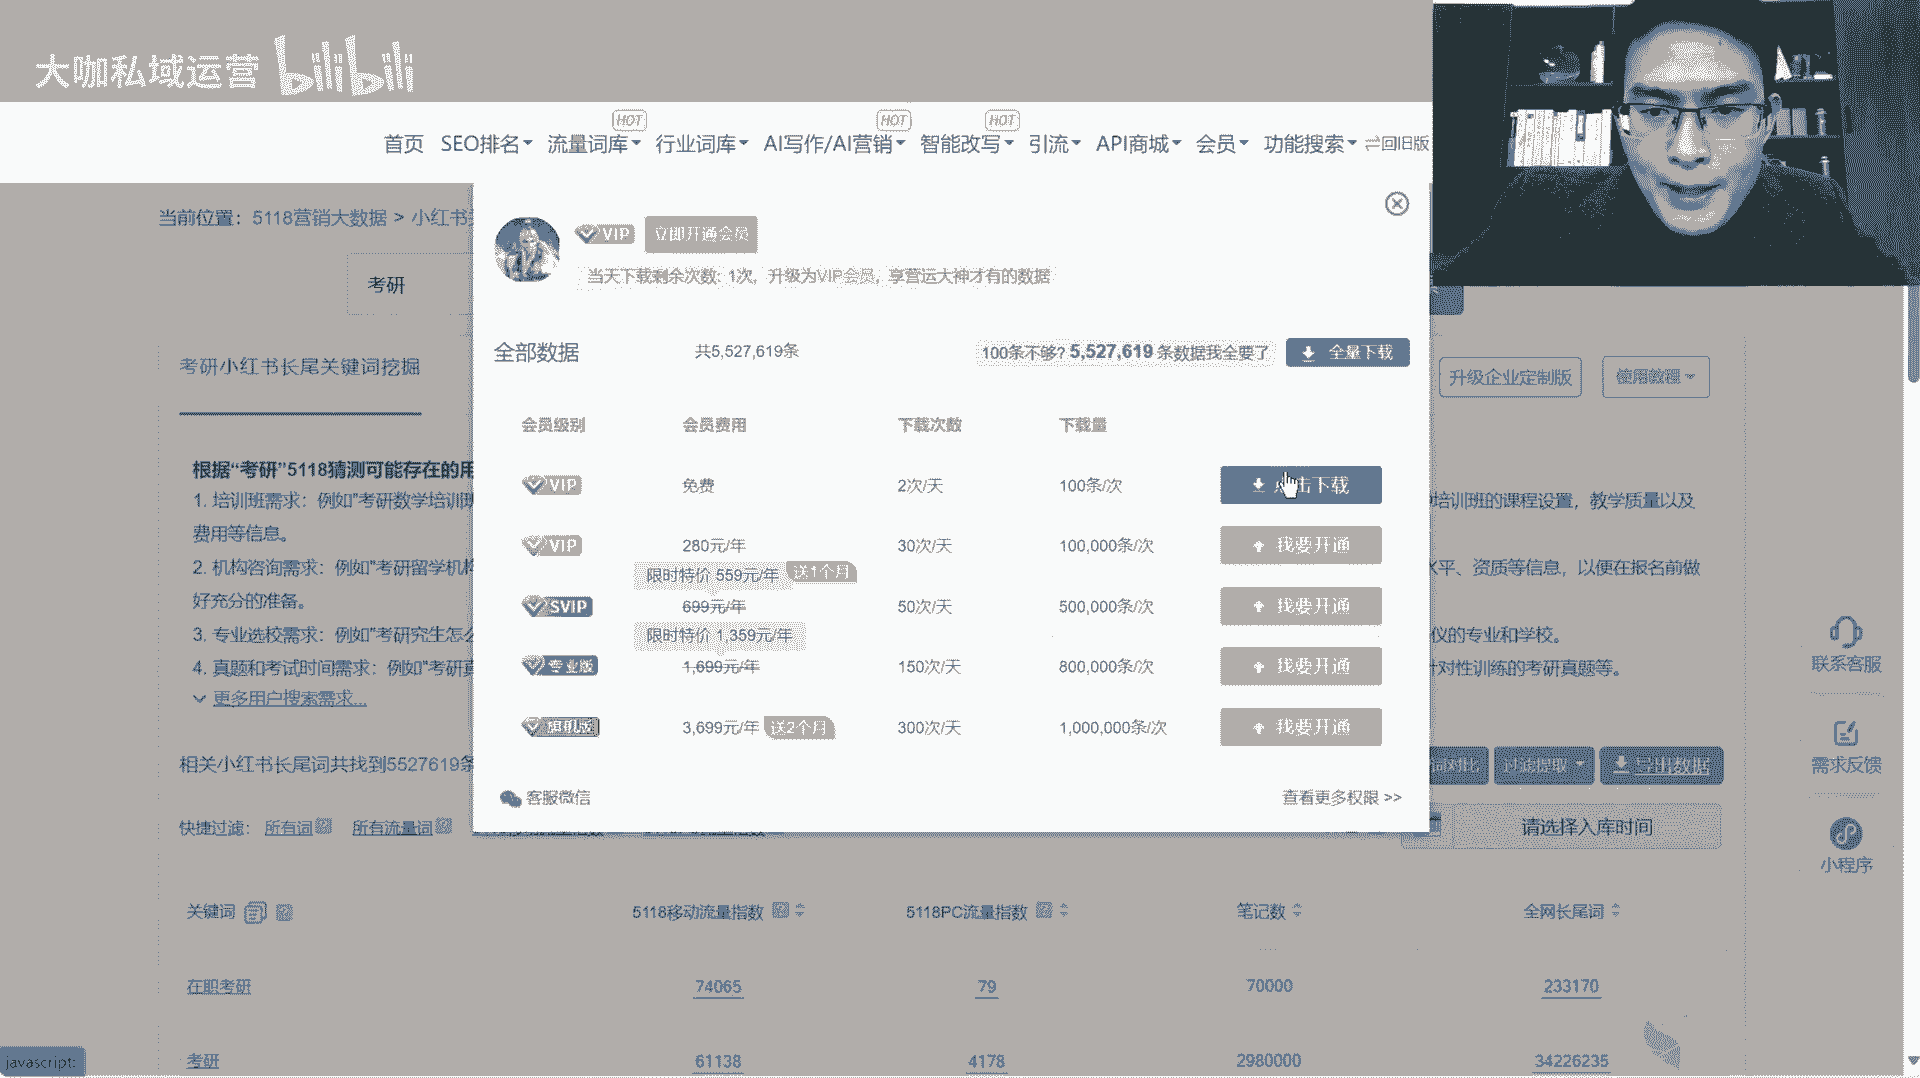 大咖私域运营 bilibili
首页 SEO排名 流量词库 HOT 行业词库 AI写作/AI营销 HOT 智能改写 HOT 引流 API商城 会员 功能搜索 回旧版
当前位置：5118营销大数据 > 小红书
考研
VIP 立即开通会员
当天下载剩余次数: 1次，升级为VIP会员，享营运大神才有的数据
全部数据 共5,527,619条 100条不够? 5,527,619 条数据我全要了 全量下载
考研小红书长尾关键词挖掘
升级企业定制版 使用教程
会员级别 会员费用 下载次数 下载量
VIP 免费 2次/天 100条/次 点击下载
VIP 280元/年 30次/天 100,000条/次 我要开通
限时特价 559元/年 送1个月
SVIP 699元/年 50次/天 500,000条/次 我要开通
限时特价 1,359元/年
专业版 1,699元/年 150次/天 800,000条/次 我要开通
旗舰版 3,699元/年 送2个月 300次/天 1,000,000条/次 我要开通
客服微信 查看更多权限 >>
根据“考研”5118猜测可能存在的用
1. 培训班需求：例如“考研数学培训班 培训班的课程设置，教学质量以及
费用等信息。
2. 机构咨询需求：例如“考研留学机构 水平、资质等信息，以便在报名前做
好充分的准备。
3. 专业选校需求：例如“考研究生怎么 仪的专业和学校。
4. 真题和考试时间需求：例如“考研真 对性训练的考研真题等。
更多用户搜索需求...
联系客服
需求反馈
小程序
相关小红书长尾词共找到5527619条 词对比 过滤提取 导出数据
快捷过滤: 所有词 所有流量词 请选择入库时间
关键词 5118移动流量指数 5118PC流量指数 笔记数 全网长尾词
在职考研 74065 79 70000 233170
考研 61138 4178 2980000 34226235
javascript: